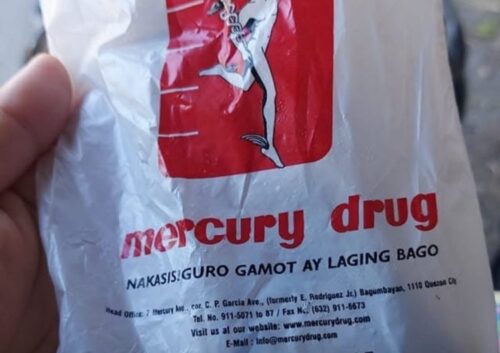 mercury drug
NAKASISIGURO GAMOT AY LAGING BAGO
Head Office: 7 Mercury Ave., cor. C. P. Garcia Ave., (formerly E. Rodriguez Jr.) Bagumbayan, 1110 Quezon City
Tel. No. 911-5071 to 87 / Fax No. (632) 911-6673
Visit us at our website: www.mercurydrug.com
E-Mail: info@mercurydrug.com